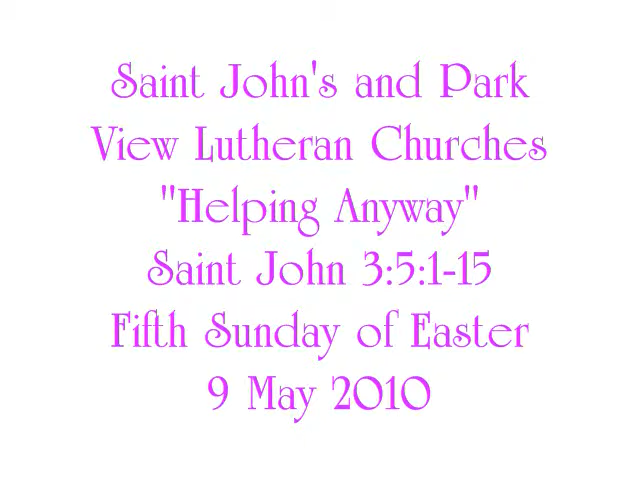 Saint John's and Park
View Lutheran Churches
"Helping Anyway"
Saint John 3:5:1-15
Fifth Sunday of Easter
9 May 2010